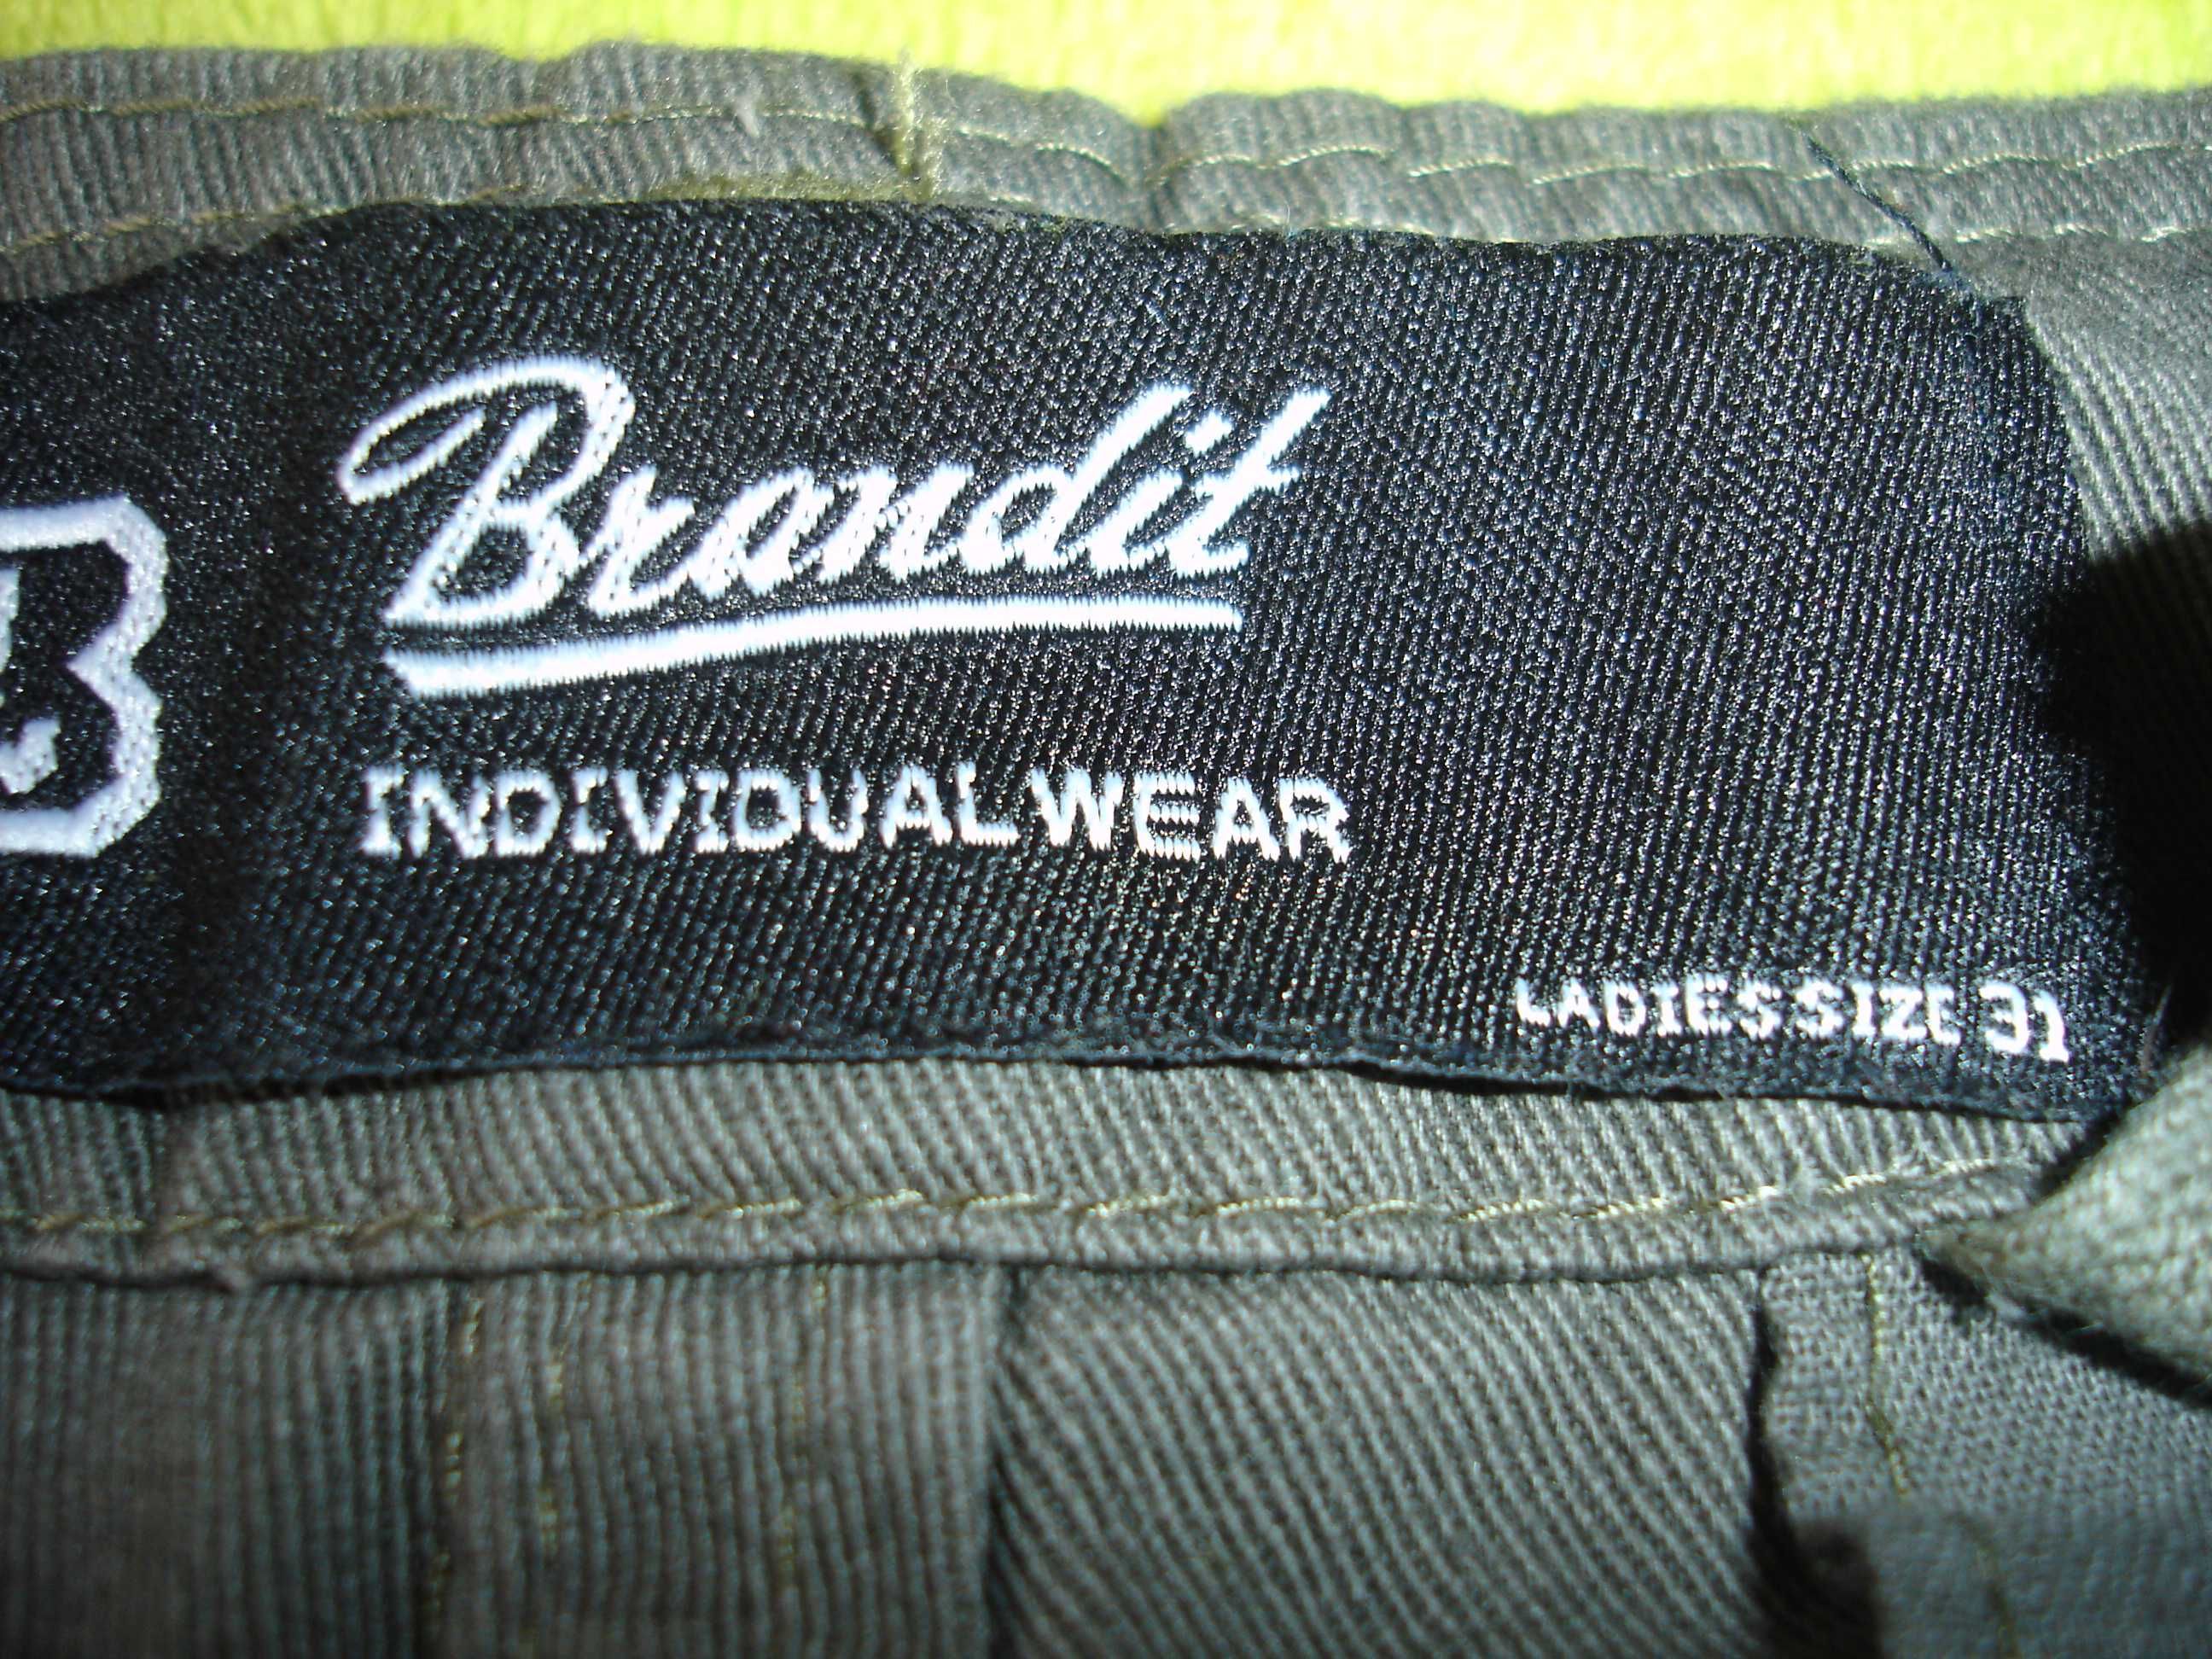 B
Brandit
INDIVIDUAL WEAR
LADIES SIZE 31